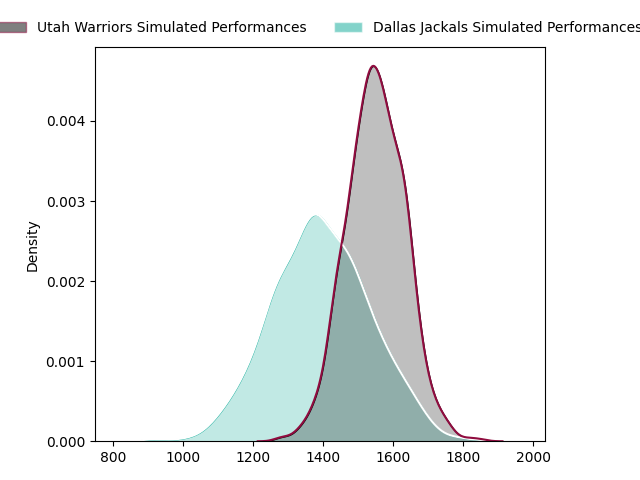 Utah Warriors Simulated Performances
Dallas Jackals Simulated Performances
Density
0.004
0.003
0.002
0.001
0.000
800 1000 1200 1400 1600 1800 2000